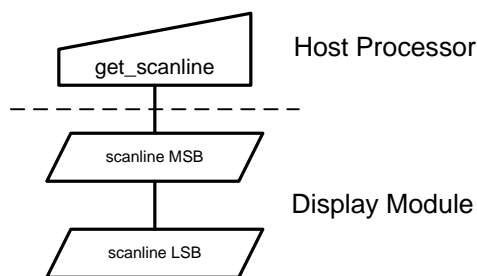 Host Processor
get_scanline
scanline MSB
Display Module
scanline LSB